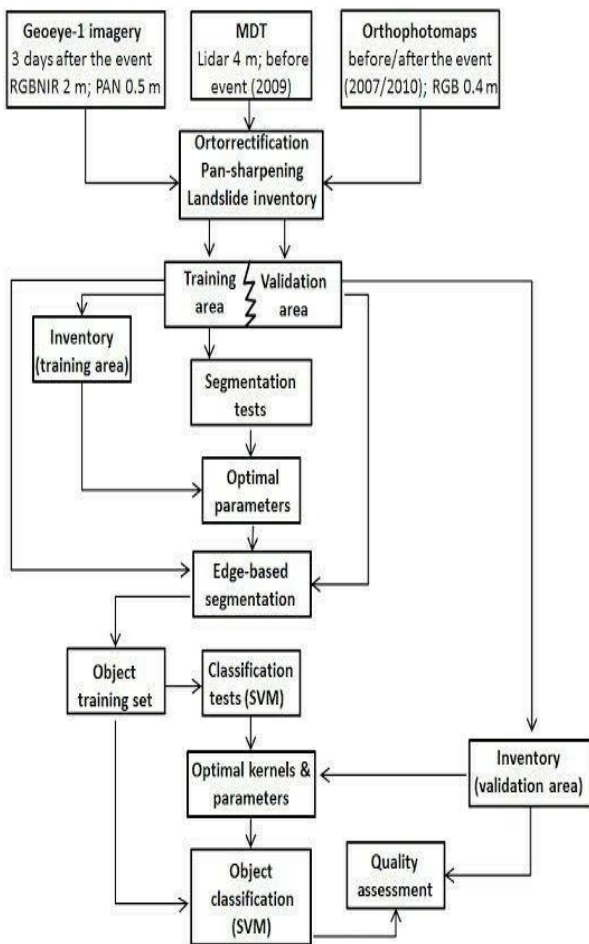 Geoeye-1 imagery
3 days after the event
RGBNIR 2 m; PAN 0.5 m
MDT
Lidar 4 m; before
event (2009)
Orthophotomaps
before/after the event
(2007/2010); RGB 0.4 m
Ortorrectification
Pan-sharpening
Landslide inventory
Training
area
Validation
area
Inventory
(training area)
Segmentation
tests
Optimal
parameters
Edge-based
segmentation
Object
training set
Classification
tests (SVM)
Optimal kernels &
parameters
Inventory
(validation area)
Object
classification
(SVM)
Quality
assessment